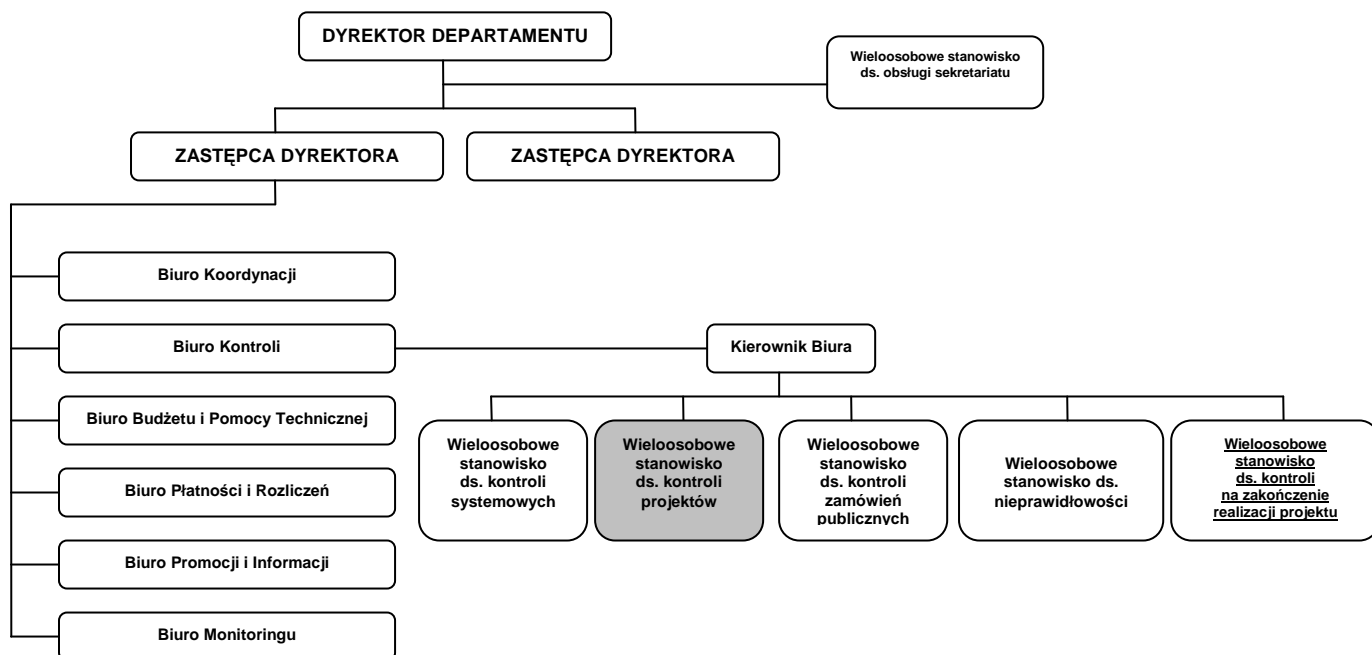 DYREKTOR DEPARTAMENTU
Wieloosobowe stanowisko
ds. obsługi sekretariatu
ZASTĘPCA DYREKTORA
ZASTĘPCA DYREKTORA
Biuro Koordynacji
Biuro Kontroli
Kierownik Biura
Biuro Budżetu i Pomocy Technicznej
Biuro Płatności i Rozliczeń
Biuro Promocji i Informacji
Biuro Monitoringu
Wieloosobowe
stanowisko
ds. kontroli
systemowych
Wieloosobowe
stanowisko
ds. kontroli
projektów
Wieloosobowe
stanowisko
ds. kontroli
zamówień
publicznych
Wieloosobowe
stanowisko ds.
nieprawidłowości
Wieloosobowe
stanowisko
ds. kontroli
na zakończenie
realizacji projektu